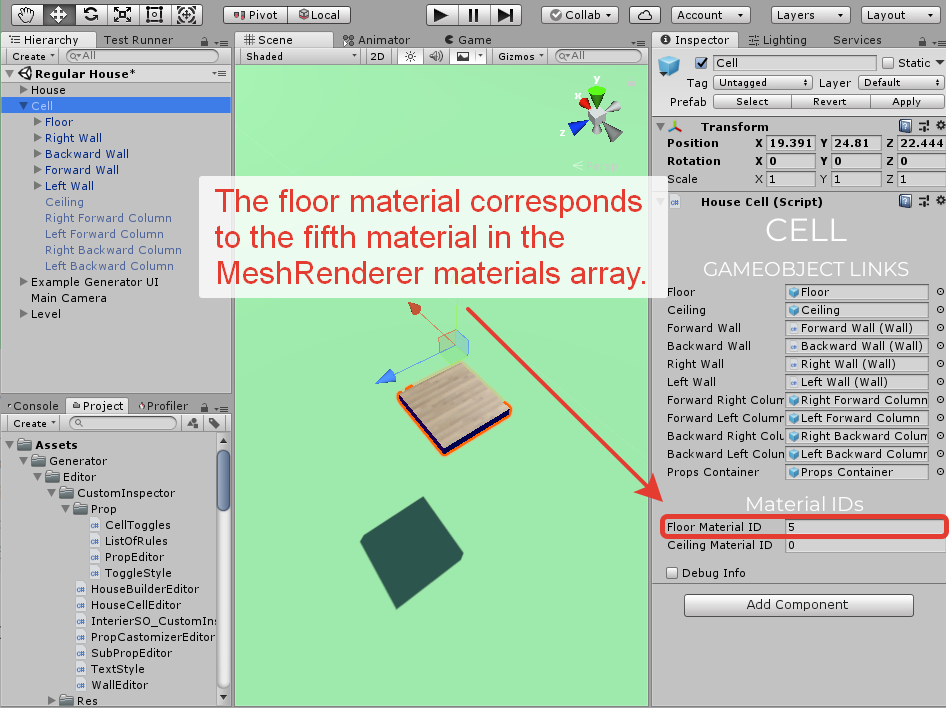 Pivot Local Collab Account Layers Layout
Hierarchy Test Runner
Create All
Regular House*
House
Cell
Floor
Right Wall
Backward Wall
Forward Wall
Left Wall
Ceiling
Right Forward Column
Left Forward Column
Right Backward Column
Left Backward Column
Example Generator UI
Main Camera
Level
Console Project Profiler
Create
Assets
Generator
Editor
CustomInspector
Prop
CellToggles
ListOfRules
PropEditor
ToggleStyle
HouseBuilderEditor
HouseCellEditor
InterierSO_CustomIns
PropCastomizerEditor
SubPropEditor
TextStyle
WallEditor
Res
Scene Animator Game
Shaded 2D Gizmos All
y
x
z
The floor material corresponds
to the fifth material in the
MeshRenderer materials array.
Inspector Lighting Services
Cell Static
Tag Untagged Layer Default
Prefab Select Revert Apply
Transform
Position X 19.391 Y 24.81 Z 22.444
Rotation X 0 Y 0 Z 0
Scale X 1 Y 1 Z 1
House Cell (Script)
CELL
GAMEOBJECT LINKS
Floor Floor
Ceiling Ceiling
Forward Wall Forward Wall (Wall)
Backward Wall Backward Wall (Wall)
Right Wall Right Wall (Wall)
Left Wall Left Wall (Wall)
Forward Right Colum Right Forward Column
Forward Left Column Left Forward Column
Backward Right Colu Right Backward Colum
Backward Left Colum Left Backward Column
Props Container Props Container
Material IDs
Floor Material ID 5
Ceiling Material ID 0
Debug Info
Add Component